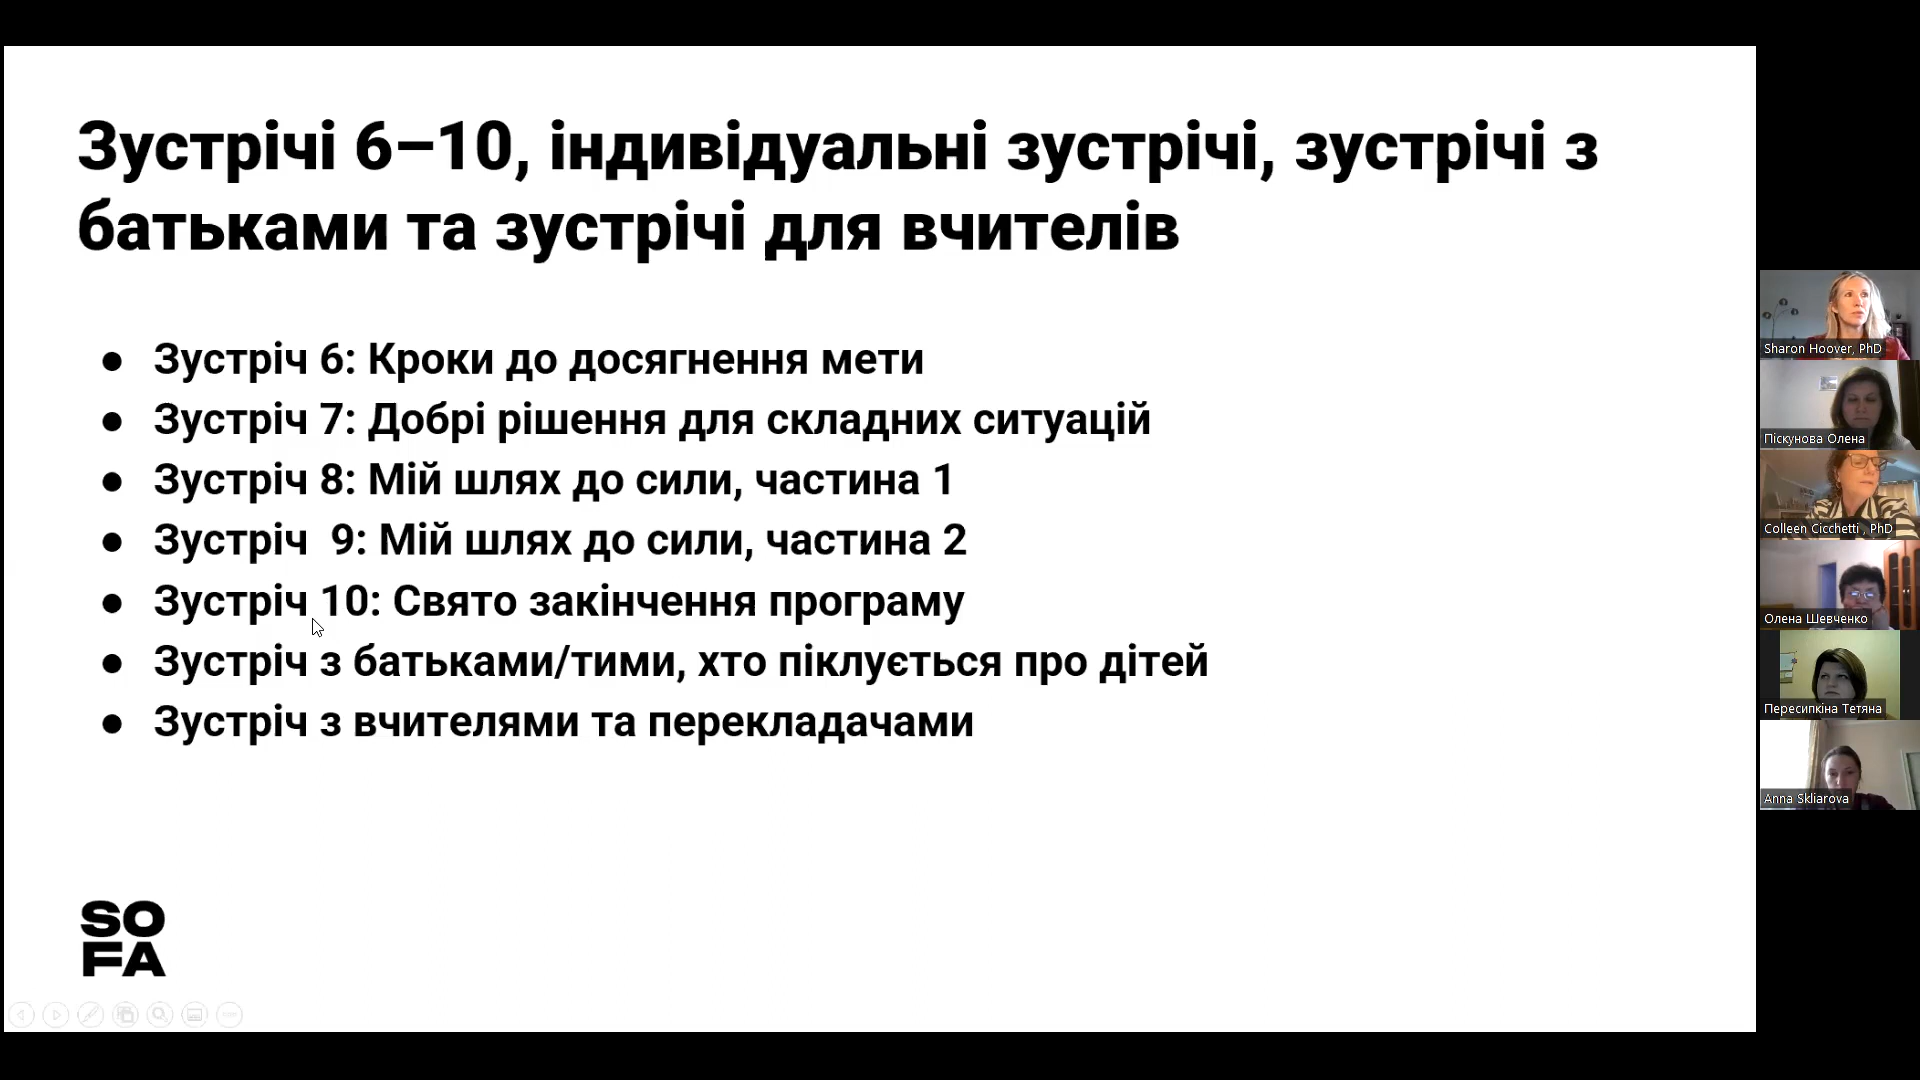 Зустрічі 6–10, індивідуальні зустрічі, зустрічі з
батьками та зустрічі для вчителів
● Зустріч 6: Кроки до досягнення мети
● Зустріч 7: Добрі рішення для складних ситуацій
● Зустріч 8: Мій шлях до сили, частина 1
● Зустріч  9: Мій шлях до сили, частина 2
● Зустріч 10: Свято закінчення програму
● Зустріч з батьками/тими, хто піклується про дітей
● Зустріч з вчителями та перекладачами
SO
FA
Sharon Hoover, PhD
Піскунова Олена
Colleen Cicchetti , PhD
Олена Шевченко
Пересипкіна Тетяна
Anna Skliarova